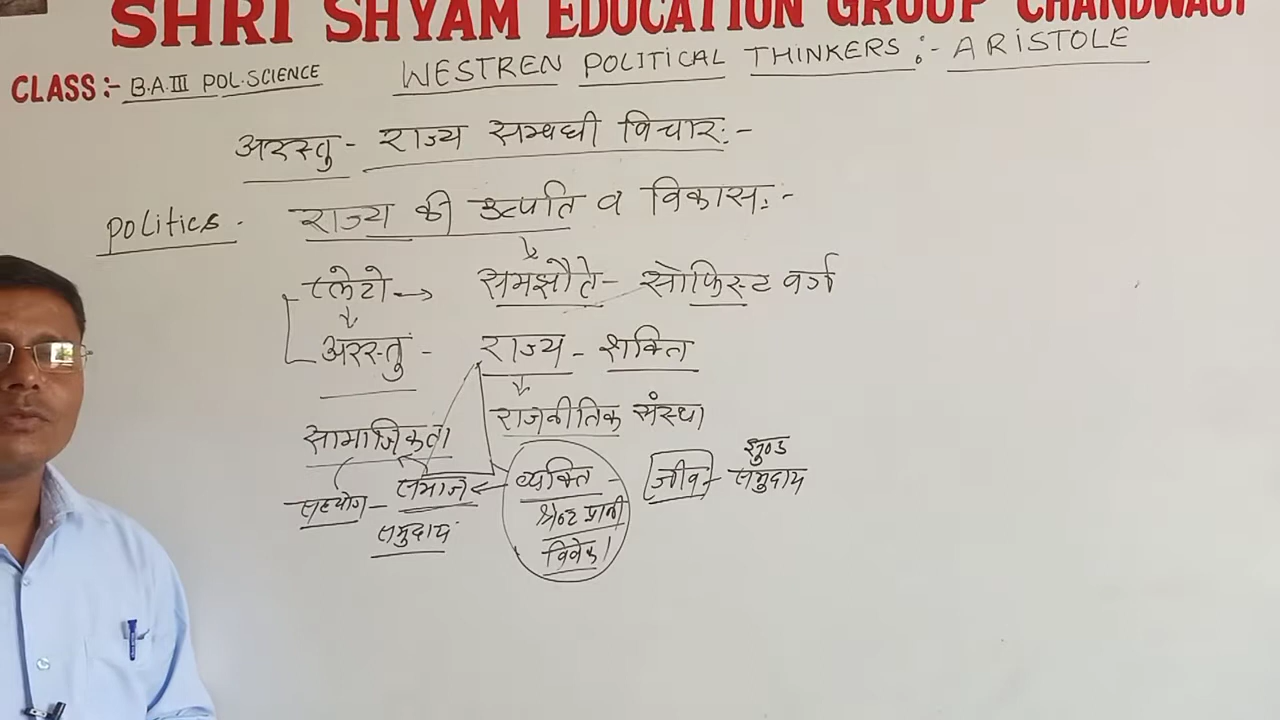 SHRI SHYAM EDUCATION GROUP CHANDWAJI
CLASS:- B.A.III POL.SCIENCE WESTREN POLITICAL THINKERS:- ARISTOLE
अरस्तु - राज्य सम्बधी विचार:-
Politics. राज्य की उत्पति व विकास:-
प्लेटो → समझौते - सोफिस्ट वर्ग
अरस्तु - राज्य - शक्ति
राजनीतिक संस्था
सामाजिकता
झुण्ड
सहयोग - समाज ← व्यक्ति - जीव - समुदाय
समुदाय श्रेष्ठ प्राणी
विवेक।